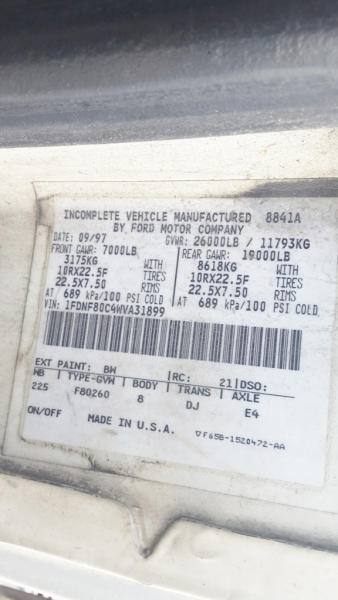 INCOMPLETE VEHICLE MANUFACTURED 8841A
BY FORD MOTOR COMPANY
DATE: 09/97 GVWR: 26000LB / 11793KG
FRONT GAWR: 7000LB REAR GAWR: 19000LB
3175KG WITH 8618KG WITH
10RX22.5F TIRES 10RX22.5F TIRES
22.5X7.50 RIMS 22.5X7.50 RIMS
AT 689 kPa/100 PSI COLD AT 689 kPa/100 PSI COLD
VIN: 1FDNF80C4WVA31899
EXT PAINT: BW RC: 21 DSO:
WB TYPE-GVW BODY TRANS AXLE
225 F80260 8 DJ E4
ON/OFF MADE IN U.S.A. ▽F65B-1520472-AA